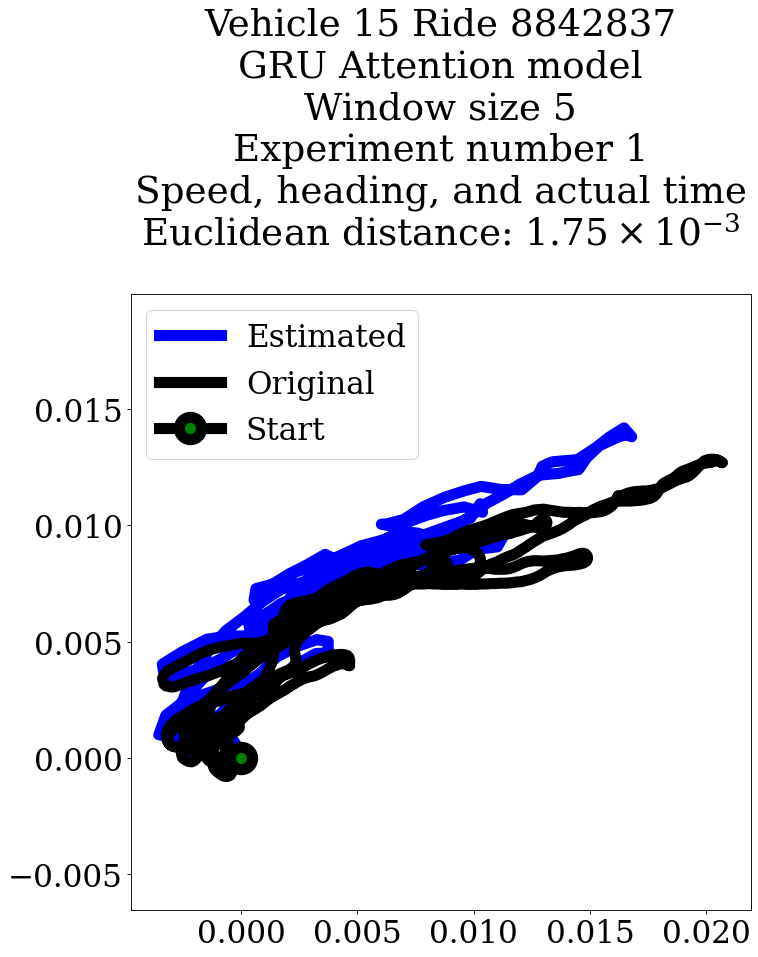 Vehicle 15 Ride 8842837
GRU Attention model
Window size 5
Experiment number 1
Speed, heading, and actual time
Euclidean distance: 1.75 × 10⁻³
Estimated
Original
Start
0.015
0.010
0.005
0.000
−0.005
0.000 0.005 0.010 0.015 0.020